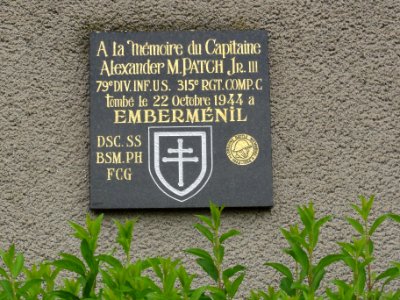 A la Mémoire du Capitaine
Alexander M. PATCH JR. III
79e DIV. INF. US. 315e RGT. COMP. C
tombé le 22 Octobre 1944 a
EMBERMÉNIL
DSC. SS
BSM. PH
FCG